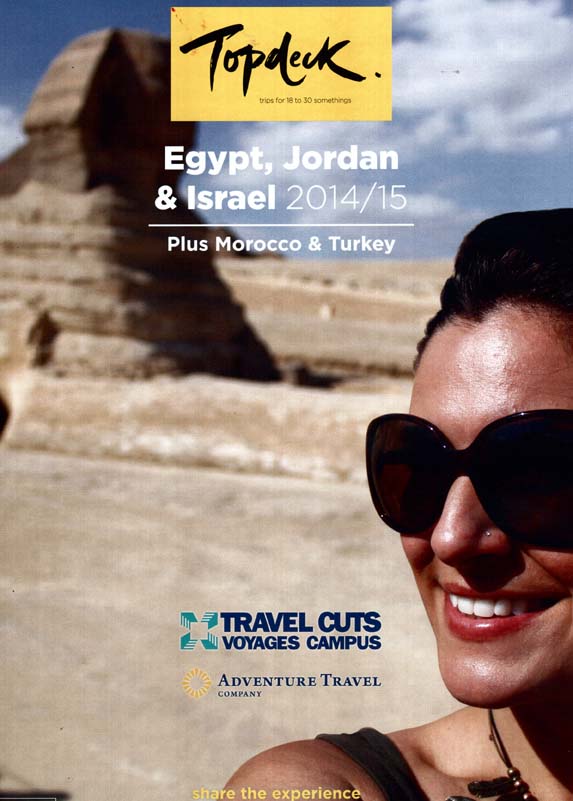 Topdeck.
trips for 18 to 30 somethings
Egypt, Jordan
& Israel 2014/15
Plus Morocco & Turkey
TRAVEL CUTS
VOYAGES CAMPUS
ADVENTURE TRAVEL
COMPANY
share the experience